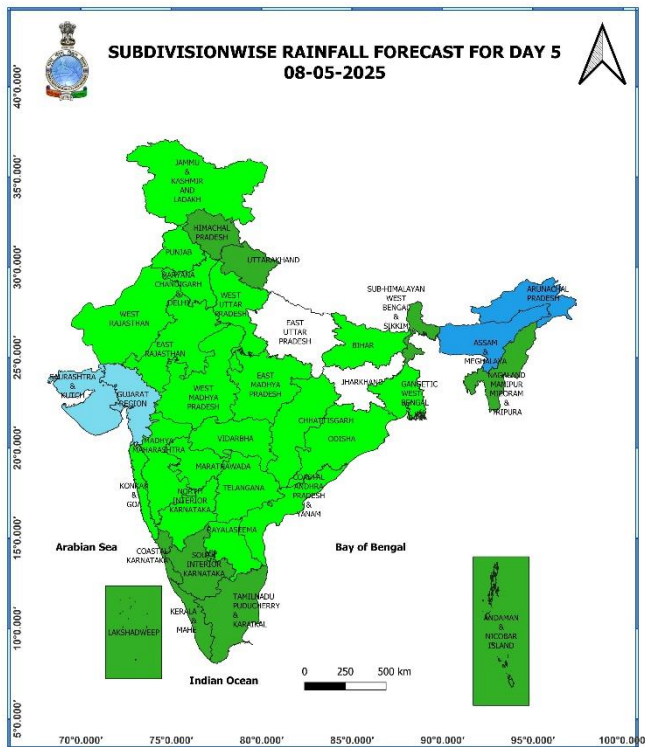 SUBDIVISIONWISE RAINFALL FORECAST FOR DAY 5
08-05-2025
40°0.000'
35°0.000'
30°0.000'
25°0.000'
20°0.000'
15°0.000'
10°0.000'
5°0.000'
JAMMU
&
KASHMIR
AND
LADAKH
HIMACHAL
PRADESH
PUNJAB
UTTARAKHAND
HARYANA
CHANDIGARH
&
DELHI
WEST
UTTAR
PRADESH
WEST
RAJASTHAN
EAST
RAJASTHAN
EAST
UTTAR
PRADESH
SUB-HIMALAYAN
WEST
BENGAL
&
SIKKIM
ARUNACHAL
PRADESH
ASSAM
&
MEGHALAYA
NAGALAND
MANIPUR
MIZORAM
&
TRIPURA
BIHAR
JHARKHAND
GANGETIC
WEST
BENGAL
SAURASHTRA
&
KUTCH
GUJARAT
REGION
WEST
MADHYA
PRADESH
EAST
MADHYA
PRADESH
CHHATISTGARH
ODISHA
VIDARBHA
MADHYA
MAHARASHTRA
MARATHAWADA
KONKAN
&
GOA
NORTH
INTERIOR
KARNATAKA
TELANGANA
COASTAL
ANDHRA
PRADESH
&
YANAM
RAYALASEEMA
Arabian Sea
Bay of Bengal
COASTAL
KARNATAKA
SOUTH
INTERIOR
KARNATAKA
TAMILNADU
PUDUCHERRY
&
KARAIKAL
KERALA
&
MAHE
LAKSHADWEEP
ANDAMAN
&
NICOBAR
ISLAND
Indian Ocean
0 250 500 km
70°0.000' 75°0.000' 80°0.000' 85°0.000' 90°0.000' 95°0.000' 100°0.000'